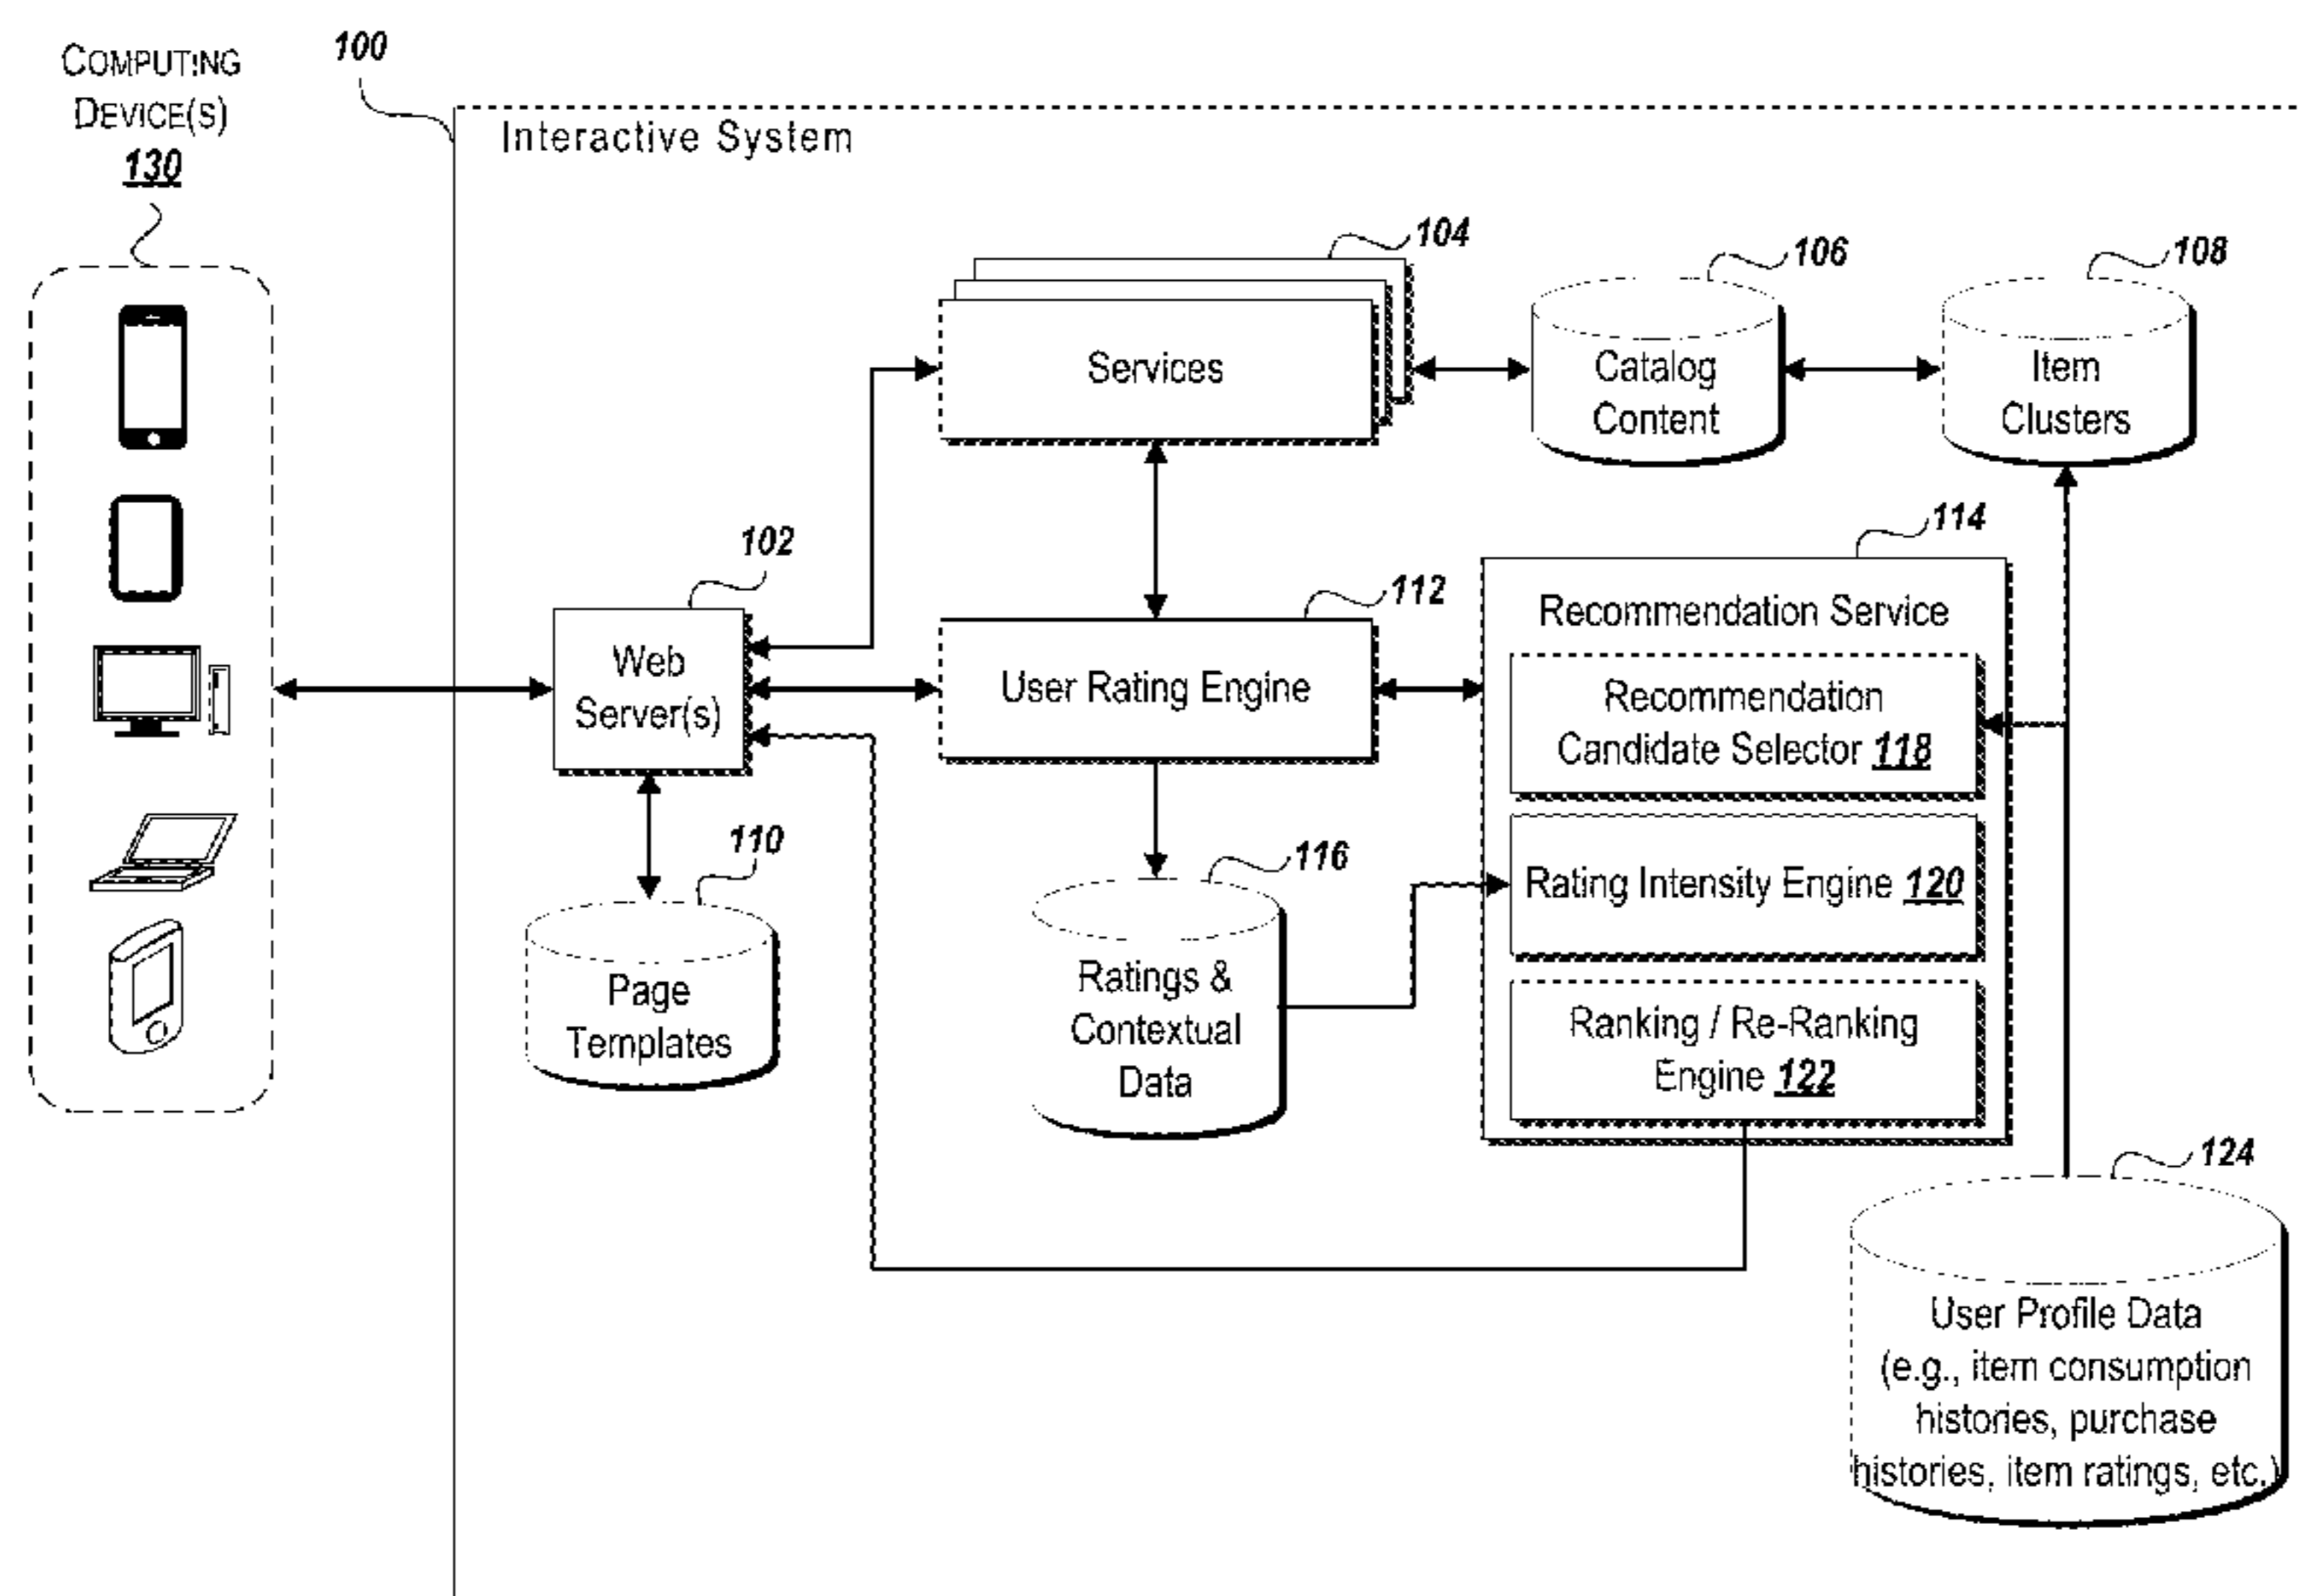 COMPUTING
DEVICE(S)
130
100
Interactive System
104
106
108
Services
Catalog
Content
Item
Clusters
102
112
114
Web
Server(s)
User Rating Engine
Recommendation Service
Recommendation
Candidate Selector 118
110
116
Rating Intensity Engine 120
Page
Templates
Ratings &
Contextual
Data
Ranking / Re-Ranking
Engine 122
124
User Profile Data
(e.g., item consumption
histories, purchase
histories, item ratings, etc.)